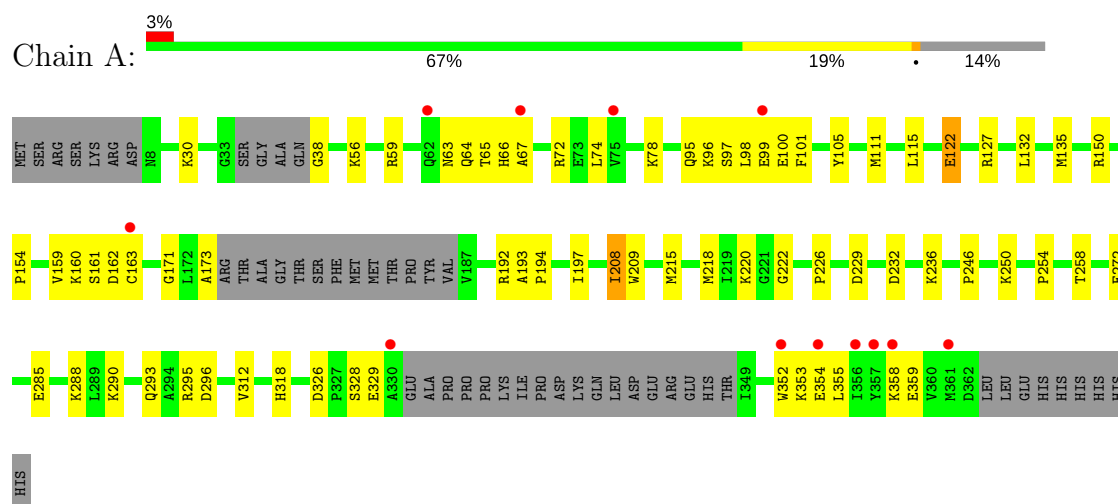 3%
Chain A:
67% 19% • 14%
MET SER ARG SER LYS ARG ASP N8 K30 G33 SER GLY ALA GLN G38 K56 R59 Q62 N63 Q64 T65 H66 A67 R72 E73 L74 V75 K78 Q95 K96 S97 L98 E99 E100 F101 Y105 M111 L115 E122 R127 L132 M135 R150
P154 V159 K160 S161 D162 C163 G171 L172 A173 ARG THR ALA GLY THR SER PHE MET MET THR PRO TYR VAL V187 R192 A193 P194 I197 I208 W209 M215 M218 I219 K220 G221 G222 P226 D229 D232 K236 P246 K250 P254 T258
E285 K288 L289 K290 Q293 A294 R295 D296 V312 H318 D326 P327 S328 E329 A330 GLU ALA PRO PRO PRO LYS ILE PRO ASP LYS GLN LEU ASP GLU ARG GLU HIS THR I349 W352 K353 E354 L355 I356 Y357 K358 E359 V360 M361 D362 LEU LEU GLU HIS HIS HIS HIS HIS
HIS